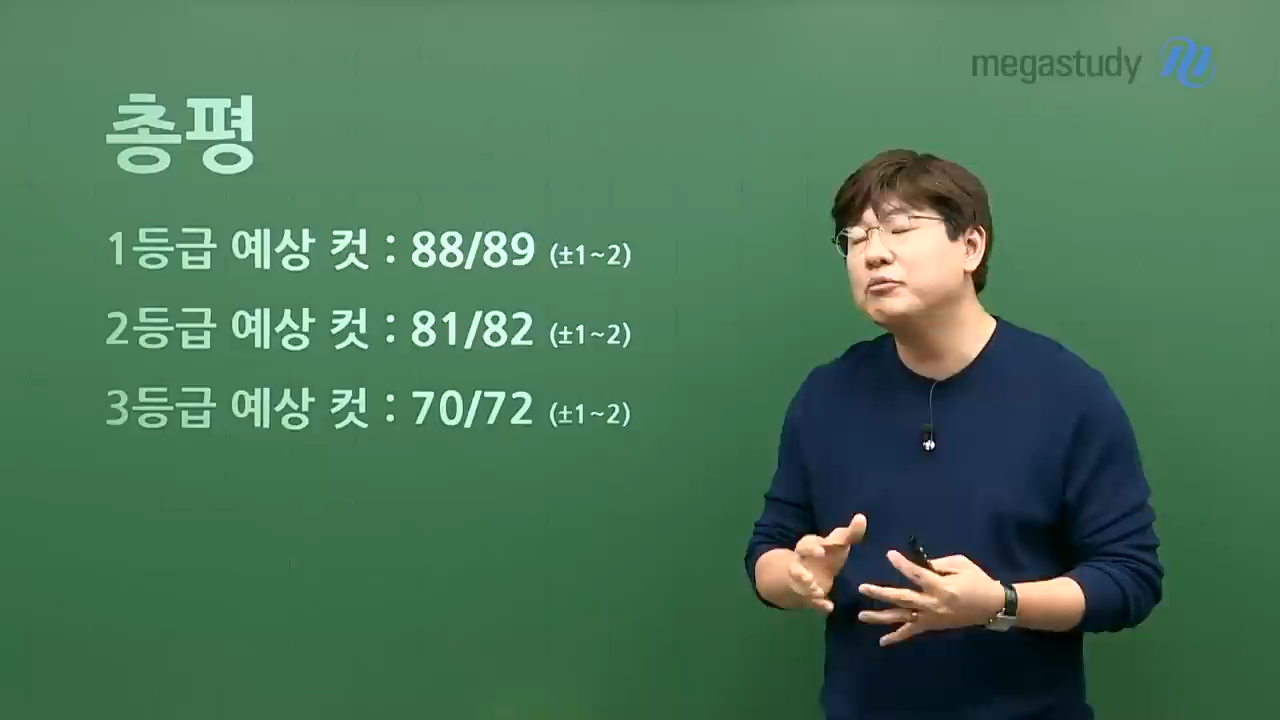 megastudy
총평
1등급 예상 컷 : 88/89 (±1~2)
2등급 예상 컷 : 81/82 (±1~2)
3등급 예상 컷 : 70/72 (±1~2)